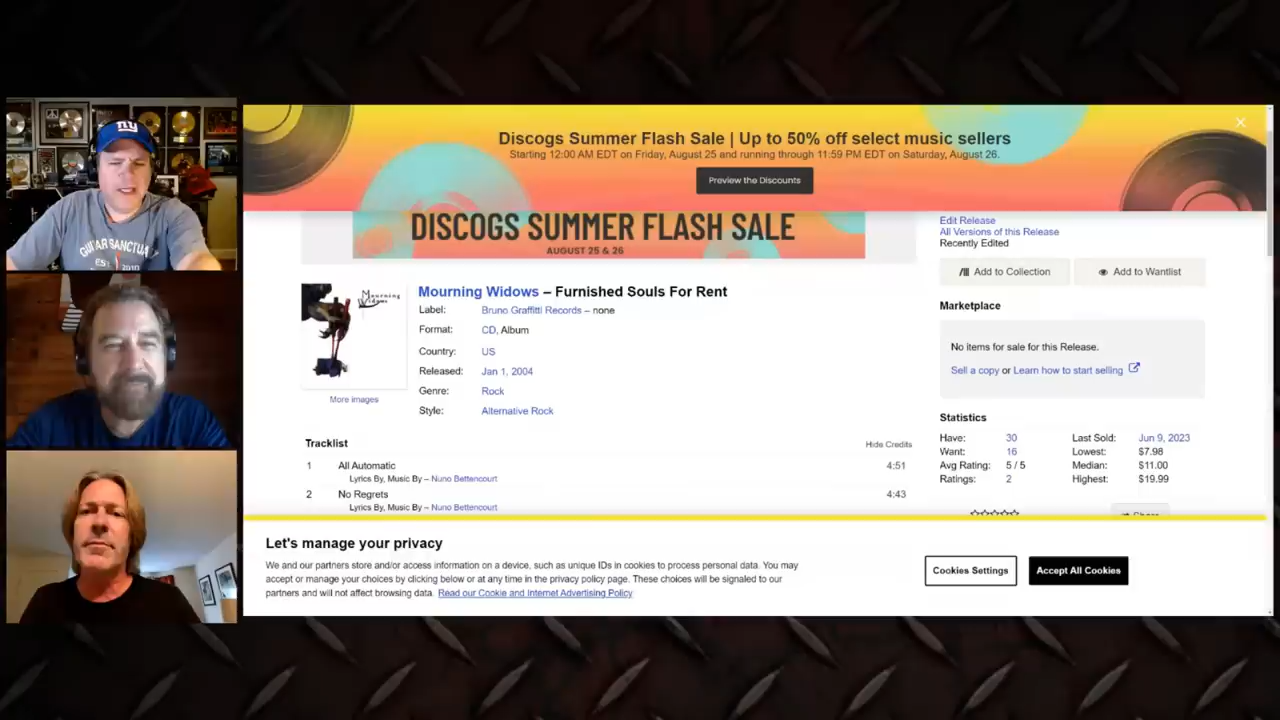 ny
GUITAR SANCTUA
EST
2010
Discogs Summer Flash Sale | Up to 50% off select music sellers
Starting 12:00 AM EDT on Friday, August 25 and running through 11:59 PM EDT on Saturday, August 26.
Preview the Discounts
DISCOGS SUMMER FLASH SALE
AUGUST 25 & 26
Edit Release
All Versions of this Release
Recently Edited
Add to Collection
Add to Wantlist
Mourning Widows
Mourning Widows – Furnished Souls For Rent
Label: Bruno Graffitti Records – none
Format: CD, Album
Country: US
Released: Jan 1, 2004
Genre: Rock
Style: Alternative Rock
More images
Marketplace
No items for sale for this Release.
Sell a copy or Learn how to start selling
Statistics
Have: 30 Last Sold: Jun 9, 2023
Want: 16 Lowest: $7.98
Avg Rating: 5 / 5 Median: $11.00
Ratings: 2 Highest: $19.99
Tracklist Hide Credits
1 All Automatic 4:51
Lyrics By, Music By – Nuno Bettencourt
2 No Regrets 4:43
Lyrics By, Music By – Nuno Bettencourt
Share
Let's manage your privacy
We and our partners store and/or access information on a device, such as unique IDs in cookies to process personal data. You may
accept or manage your choices by clicking below or at any time in the privacy policy page. These choices will be signaled to our
partners and will not affect browsing data. Read our Cookie and Internet Advertising Policy
Cookies Settings
Accept All Cookies